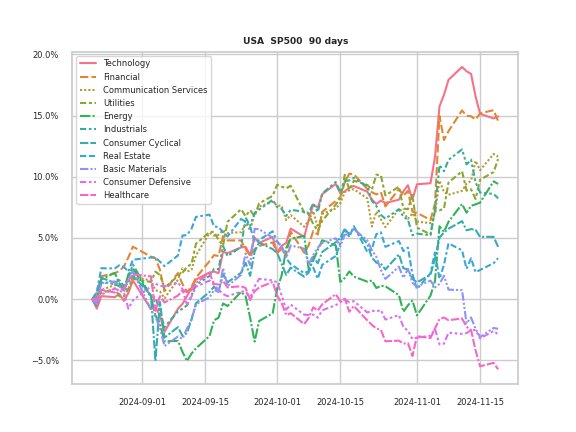 USA SP500 90 days
20.0%
15.0%
10.0%
5.0%
0.0%
−5.0%
Technology
Financial
Communication Services
Utilities
Energy
Industrials
Consumer Cyclical
Real Estate
Basic Materials
Consumer Defensive
Healthcare
2024-09-01
2024-09-15
2024-10-01
2024-10-15
2024-11-01
2024-11-15